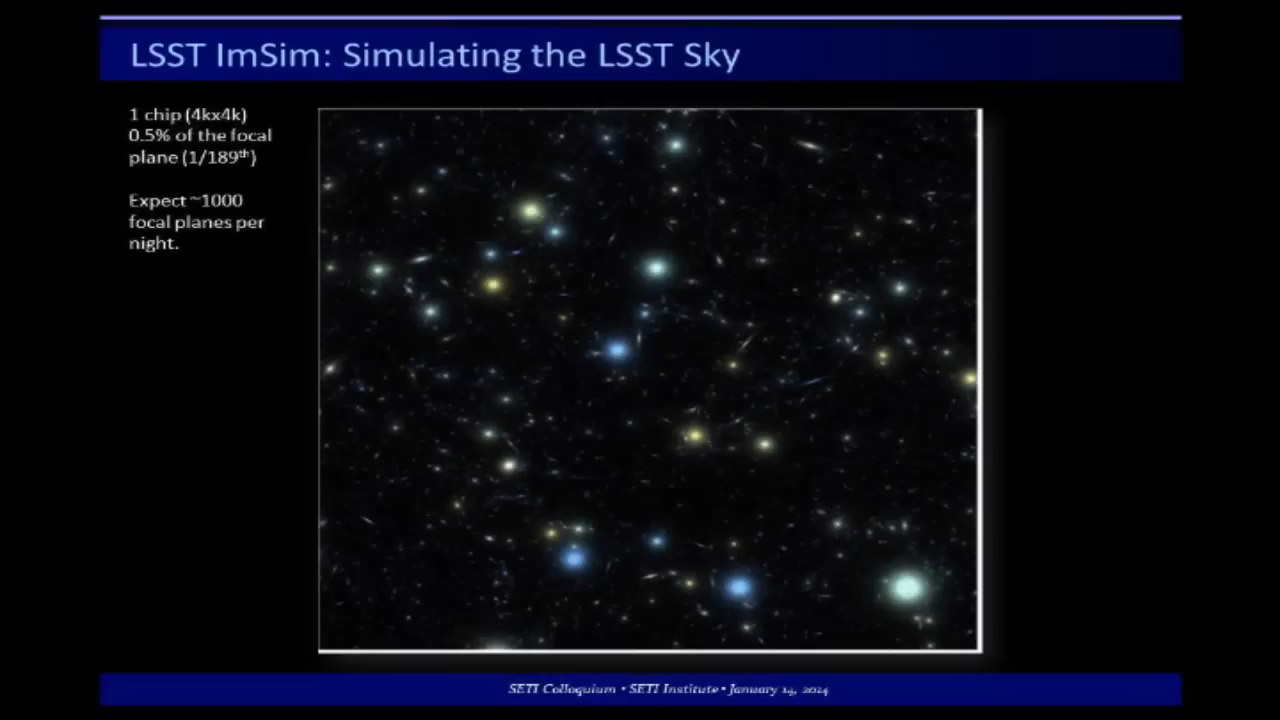 LSST ImSim: Simulating the LSST Sky
1 chip (4kx4k)
0.5% of the focal
plane (1/189th)
Expect ~1000
focal planes per
night.
SETI Colloquium • SETI Institute • January 14, 2014